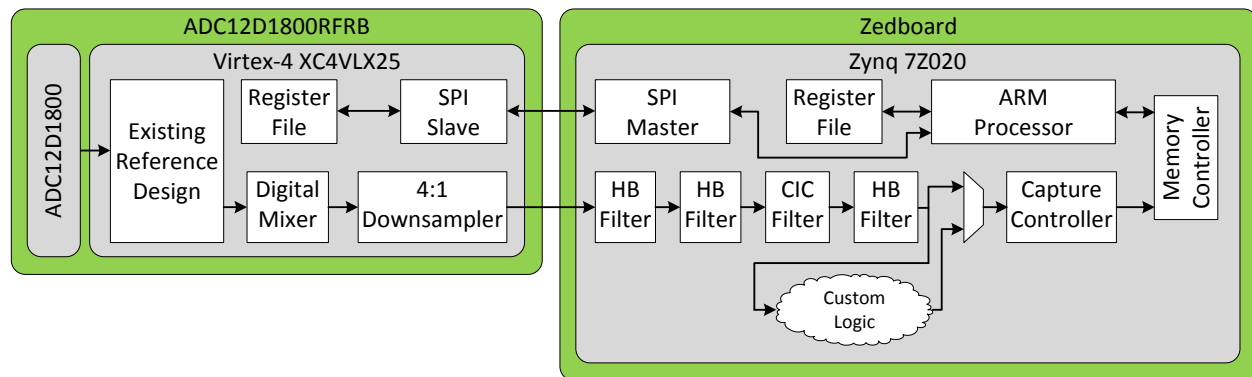 ADC12D1800RFRB
Zedboard
ADC12D1800
Virtex-4 XC4VLX25
Zynq 7Z020
Existing
Reference
Design
Register
File
SPI
Slave
SPI
Master
Register
File
ARM
Processor
Memory
Controller
Digital
Mixer
4:1
Downsampler
HB
Filter
HB
Filter
CIC
Filter
HB
Filter
Capture
Controller
Custom
Logic